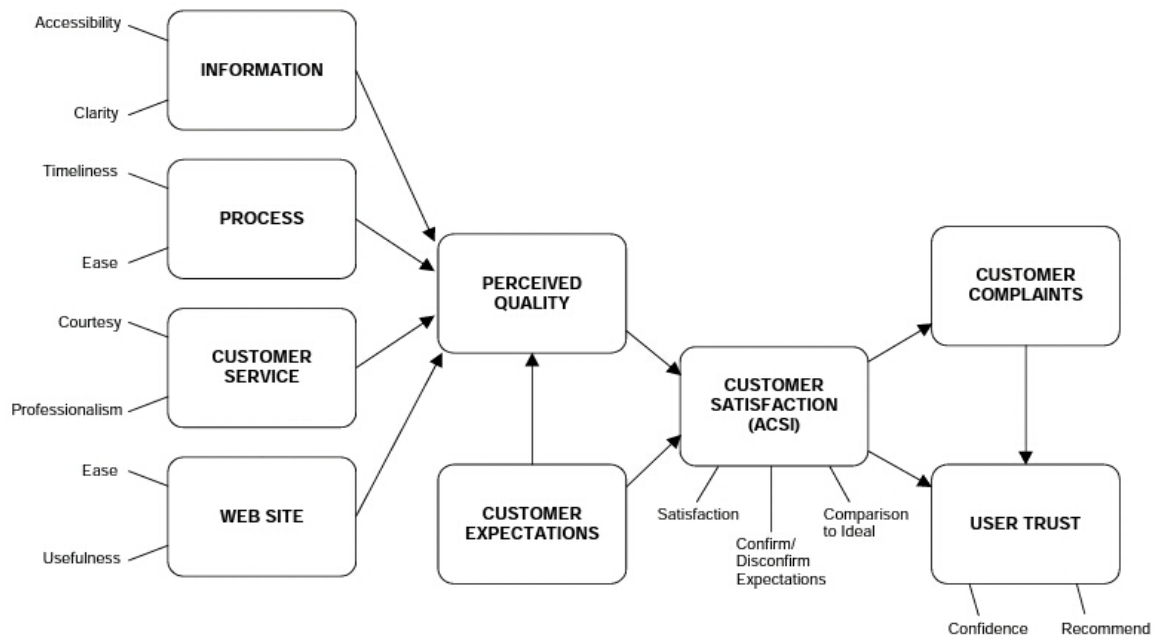 Accessibility
INFORMATION
Clarity
Timeliness
PROCESS
Ease
Courtesy
CUSTOMER
SERVICE
Professionalism
Ease
WEB SITE
Usefulness
PERCEIVED
QUALITY
CUSTOMER
EXPECTATIONS
CUSTOMER
SATISFACTION
(ACSI)
Satisfaction
Confirm/
Disconfirm
Expectations
Comparison
to Ideal
CUSTOMER
COMPLAINTS
USER TRUST
Confidence
Recommend